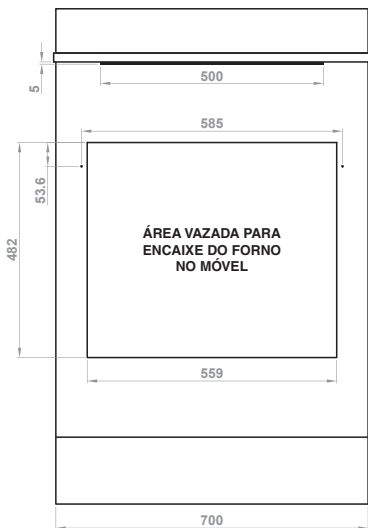 500
5
585
53.6
482
ÁREA VAZADA PARA
ENCAIXE DO FORNO
NO MÓVEL
559
700